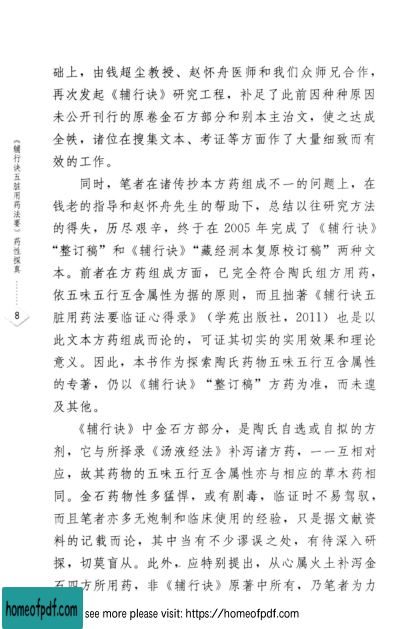 础上，由钱超尘教授、赵怀舟医师和我们众师兄合作，
再次发起《辅行诀》研究工程，补足了此前因种种原因
未公开刊行的原卷金石方部分和别本主治文，使之达成
全帙，诸位在搜集文本、考证等方面作了大量细致而有
效的工作。
同时，笔者在诸传抄本方药组成不一的问题上，在
钱老的指导和赵怀舟先生的帮助下，总结以往研究方法
的得失，历尽艰辛，终于在 2005 年完成了《辅行诀》
“整订稿”和《辅行诀》“藏经洞本复原校订稿”两种文
本。前者在方药组成方面，已完全符合陶氏组方用药，
依五味五行互含属性为据的原则，而且拙著《辅行诀五
脏用药法要临证心得录》（学苑出版社，2011）也是以
此文本方药组成而论的，可证其切实的实用效果和理论
意义。因此，本书作为探索陶氏药物五味五行互含属性
的专著，仍以《辅行诀》“整订稿”方药为准，而未遑
及其他。
《辅行诀》中金石方部分，是陶氏自选或自拟的方
剂，它与所择录《汤液经法》补泻诸方药，一一互相对
应，故其药物的五味五行互含属性亦与相应的草木药相
同。金石药物性多猛悍，或有剧毒，临证时不易驾驭，
而且笔者亦多无炮制和临床使用的经验，只是据文献资
料的记载而论，其中当有不少谬误之处，有待深入研
探，切莫盲从。此外，应特别提出，从心属火土补泻金
石四方所用药，非《辅行诀》原著中所有，乃笔者为力
《辅行诀五脏用药法要》药性探真
8
homeofpdf.com
see more please visit: https://homeofpdf.com